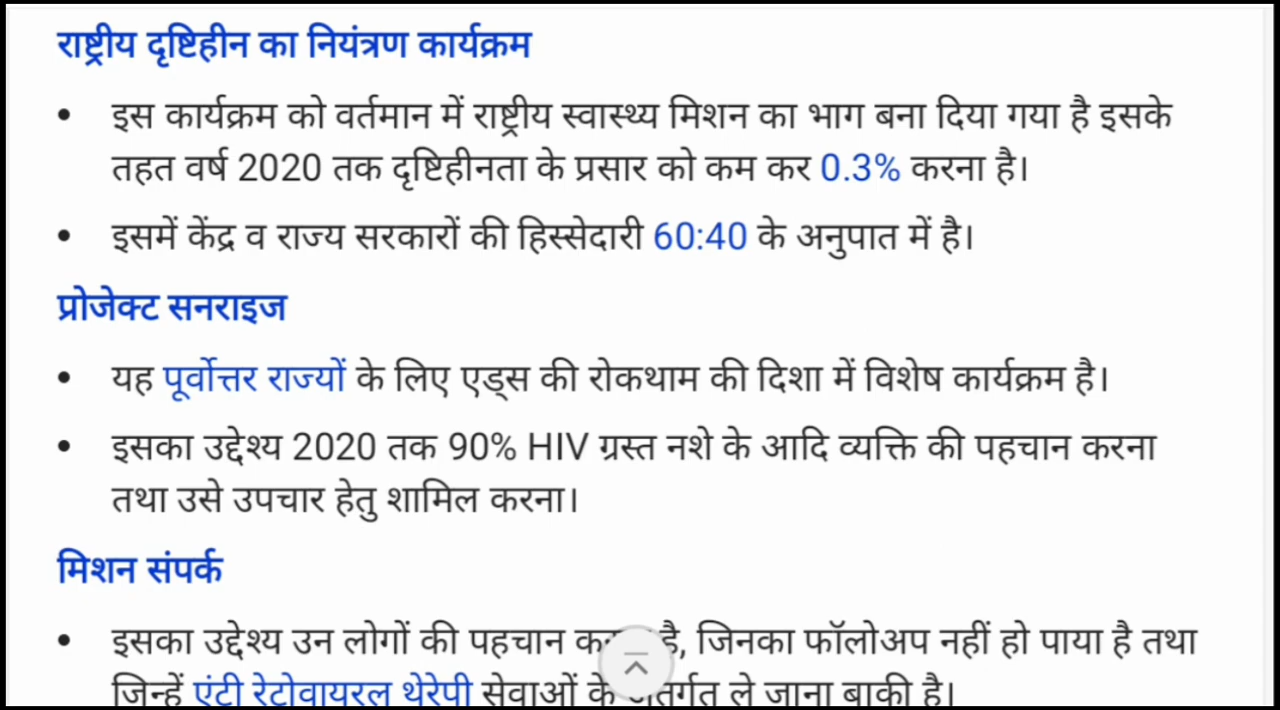 राष्ट्रीय दृष्टिहीन का नियंत्रण कार्यक्रम
• इस कार्यक्रम को वर्तमान में राष्ट्रीय स्वास्थ्य मिशन का भाग बना दिया गया है इसके
तहत वर्ष 2020 तक दृष्टिहीनता के प्रसार को कम कर 0.3% करना है।
• इसमें केंद्र व राज्य सरकारों की हिस्सेदारी 60:40 के अनुपात में है।
प्रोजेक्ट सनराइज
• यह पूर्वोत्तर राज्यों के लिए एड्स की रोकथाम की दिशा में विशेष कार्यक्रम है।
• इसका उद्देश्य 2020 तक 90% HIV ग्रस्त नशे के आदि व्यक्ति की पहचान करना
तथा उसे उपचार हेतु शामिल करना।
मिशन संपर्क
• इसका उद्देश्य उन लोगों की पहचान है, जिनका फॉलोअप नहीं हो पाया है तथा
जिन्हें एंटी रेटोवायरल थेरेपी सेवाओं के ले जाना बाकी है।